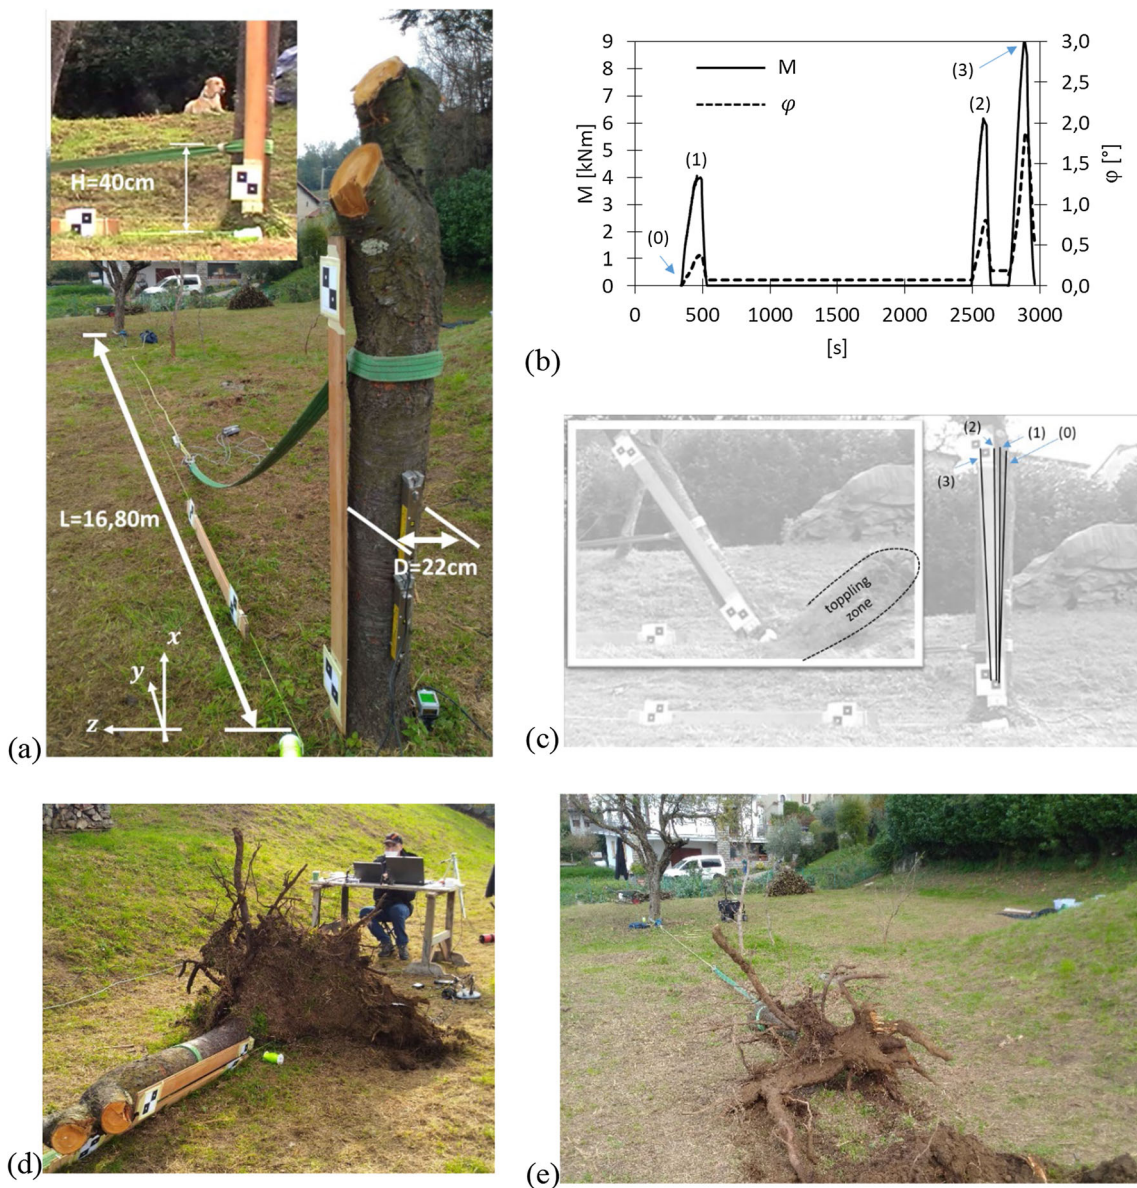 H=40cm
L=16,80m
D=22cm
x
y
z
(a)
M [kNm]
9
8
7
6
5
4
3
2
1
0
M
φ
(0)
(1)
(2)
(3)
3,0
2,5
2,0
1,5
1,0
0,5
0,0
φ [°]
0 500 1000 1500 2000 2500 3000
[s]
(b)
toppling
zone
(2)
(1)
(0)
(3)
(c)
(d)
(e)